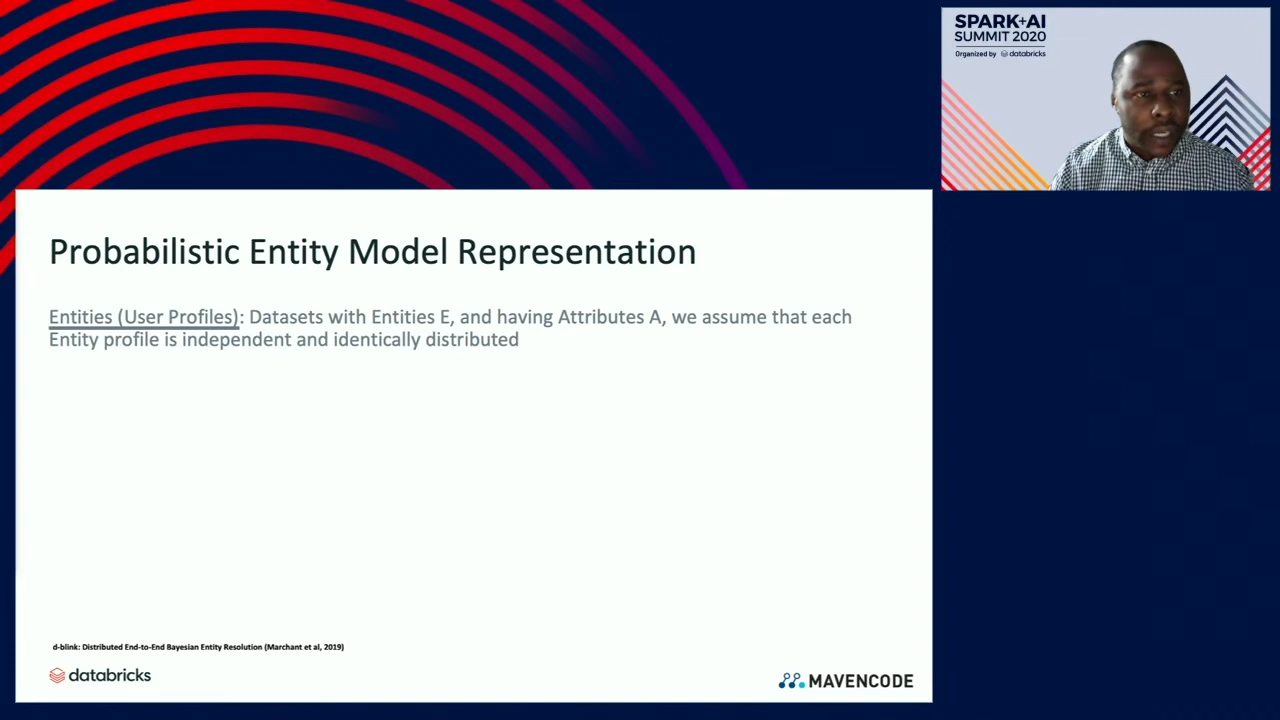 SPARK+AI
SUMMIT 2020
Organized by databricks
Probabilistic Entity Model Representation
Entities (User Profiles): Datasets with Entities E, and having Attributes A, we assume that each
Entity profile is independent and identically distributed
d-blink: Distributed End-to-End Bayesian Entity Resolution (Marchant et al, 2019)
databricks
MAVENCODE